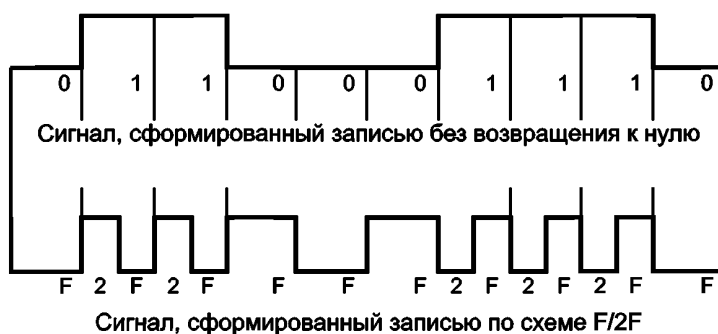 0 1 1 0 0 0 1 1 1 0
Сигнал, сформированный записью без возвращения к нулю
F 2 F 2 F F F F 2 F 2 F 2 F F
Сигнал, сформированный записью по схеме F/2F